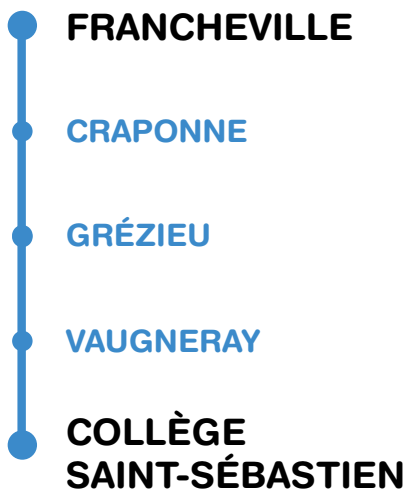 FRANCHEVILLE
CRAPONNE
GRÉZIEU
VAUGNERAY
COLLÈGE
SAINT-SÉBASTIEN